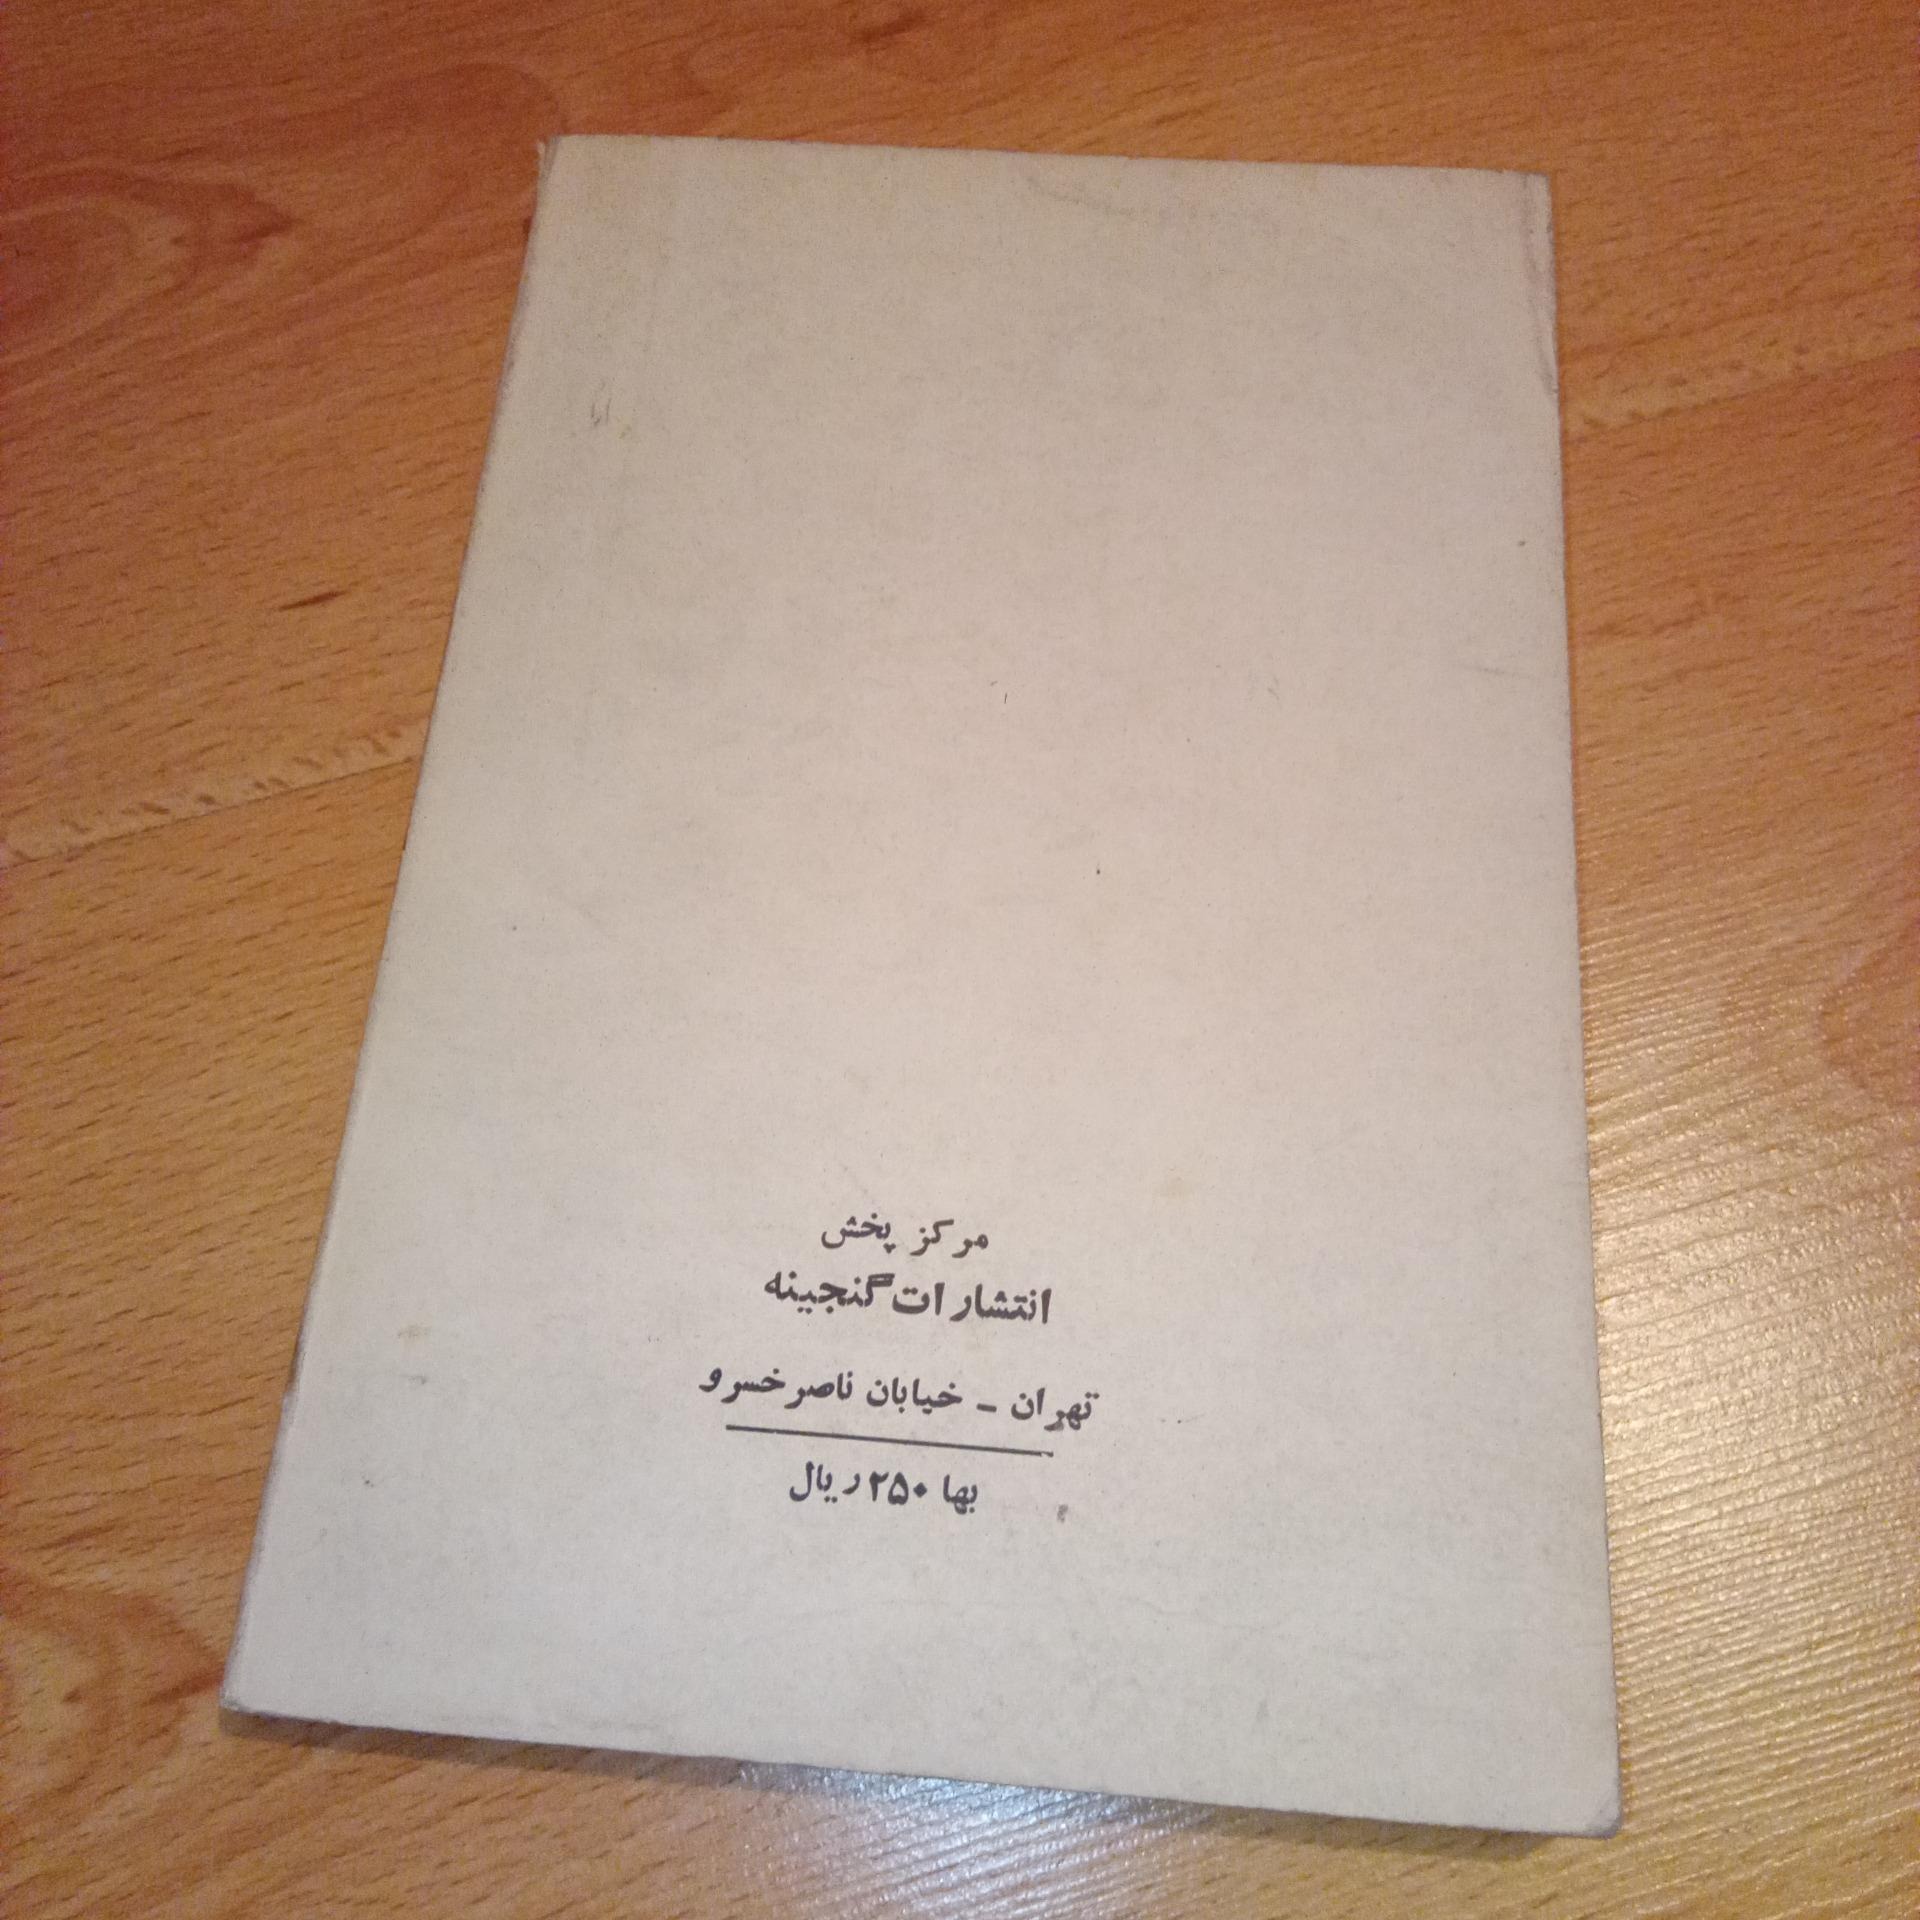 مرکز پخش
انتشارات گنجینه
تهران - خیابان ناصرخسرو
بها ۲۵۰ ریال